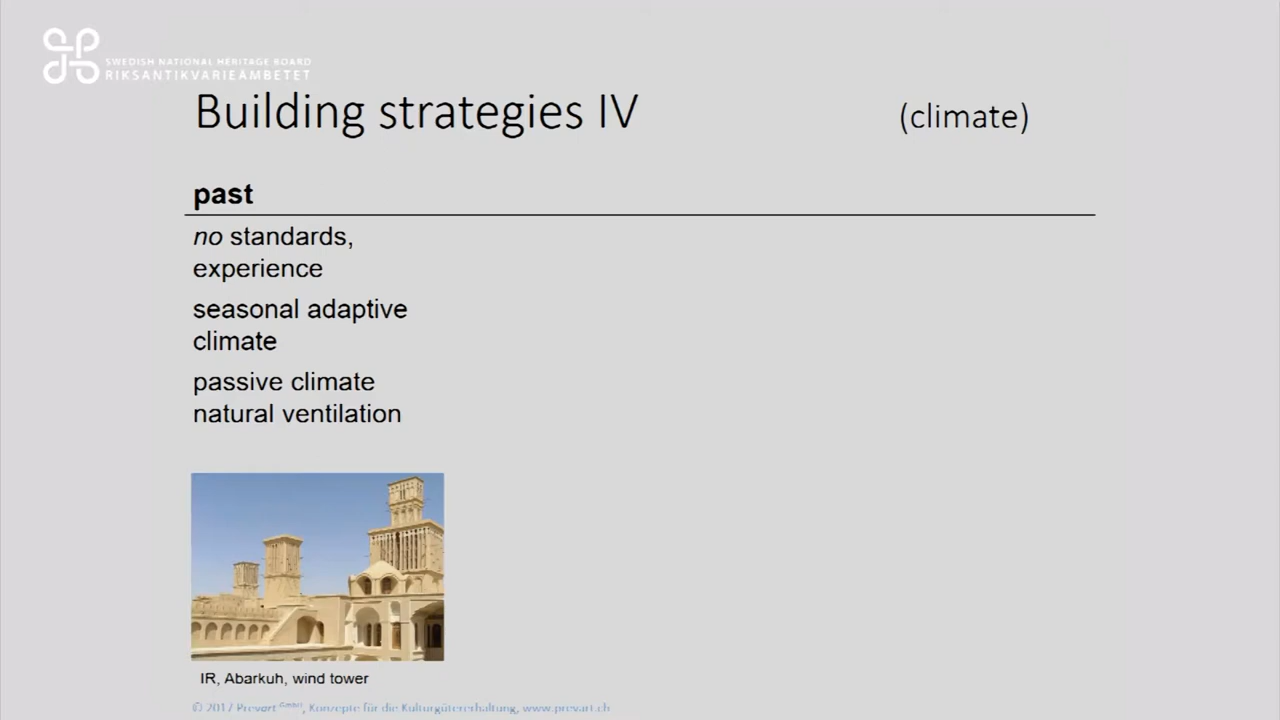 SWEDISH NATIONAL HERITAGE BOARD
RIKSANTIKVARIEÄMBETET
Building strategies IV (climate)
past
no standards,
experience
seasonal adaptive
climate
passive climate
natural ventilation
IR, Abarkuh, wind tower
© 2017 Prevart GmbH, Konzepte für die Kulturgütererhaltung, www.prevart.ch